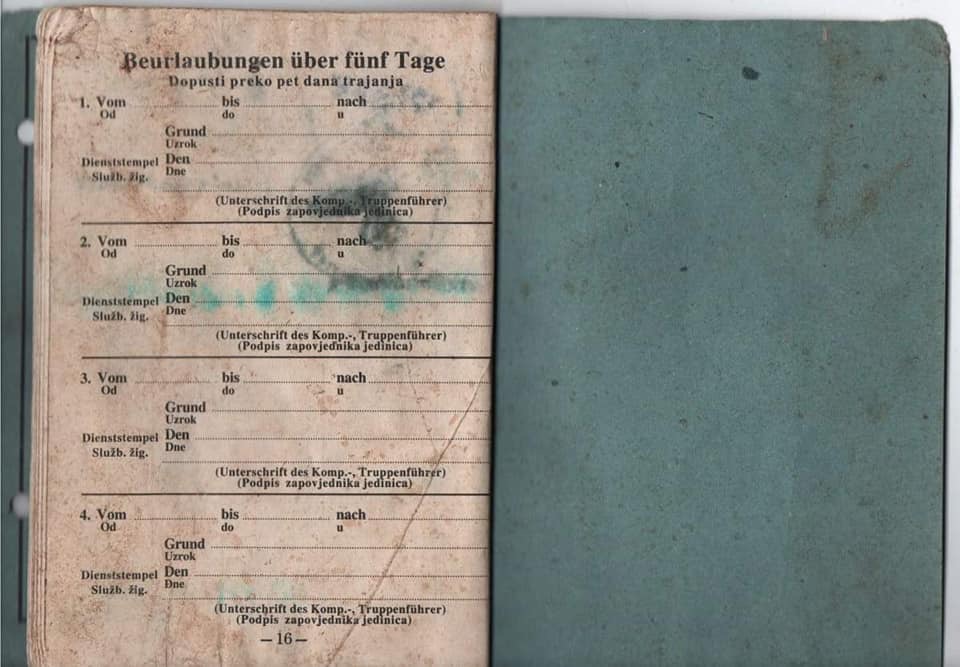 Beurlaubungen über fünf Tage
Dopusti preko pet dana trajanja
1. Vom bis nach
Od do u
Grund
Uzrok
Dienststempel Den
Služb. žig. Dne
(Unterschrift des Komp.-, Truppenführer)
(Podpis zapovjednika jedinica)
2. Vom bis nach
Od do u
Grund
Uzrok
Dienststempel Den
Služb. žig. Dne
(Unterschrift des Komp.-, Truppenführer)
(Podpis zapovjednika jedinica)
3. Vom bis nach
Od do u
Grund
Uzrok
Dienststempel Den
Služb. žig. Dne
(Unterschrift des Komp.-, Truppenführer)
(Podpis zapovjednika jedinica)
4. Vom bis nach
Od do u
Grund
Uzrok
Dienststempel Den
Služb. žig. Dne
(Unterschrift des Komp.-, Truppenführer)
(Podpis zapovjednika jedinica)
— 16 —